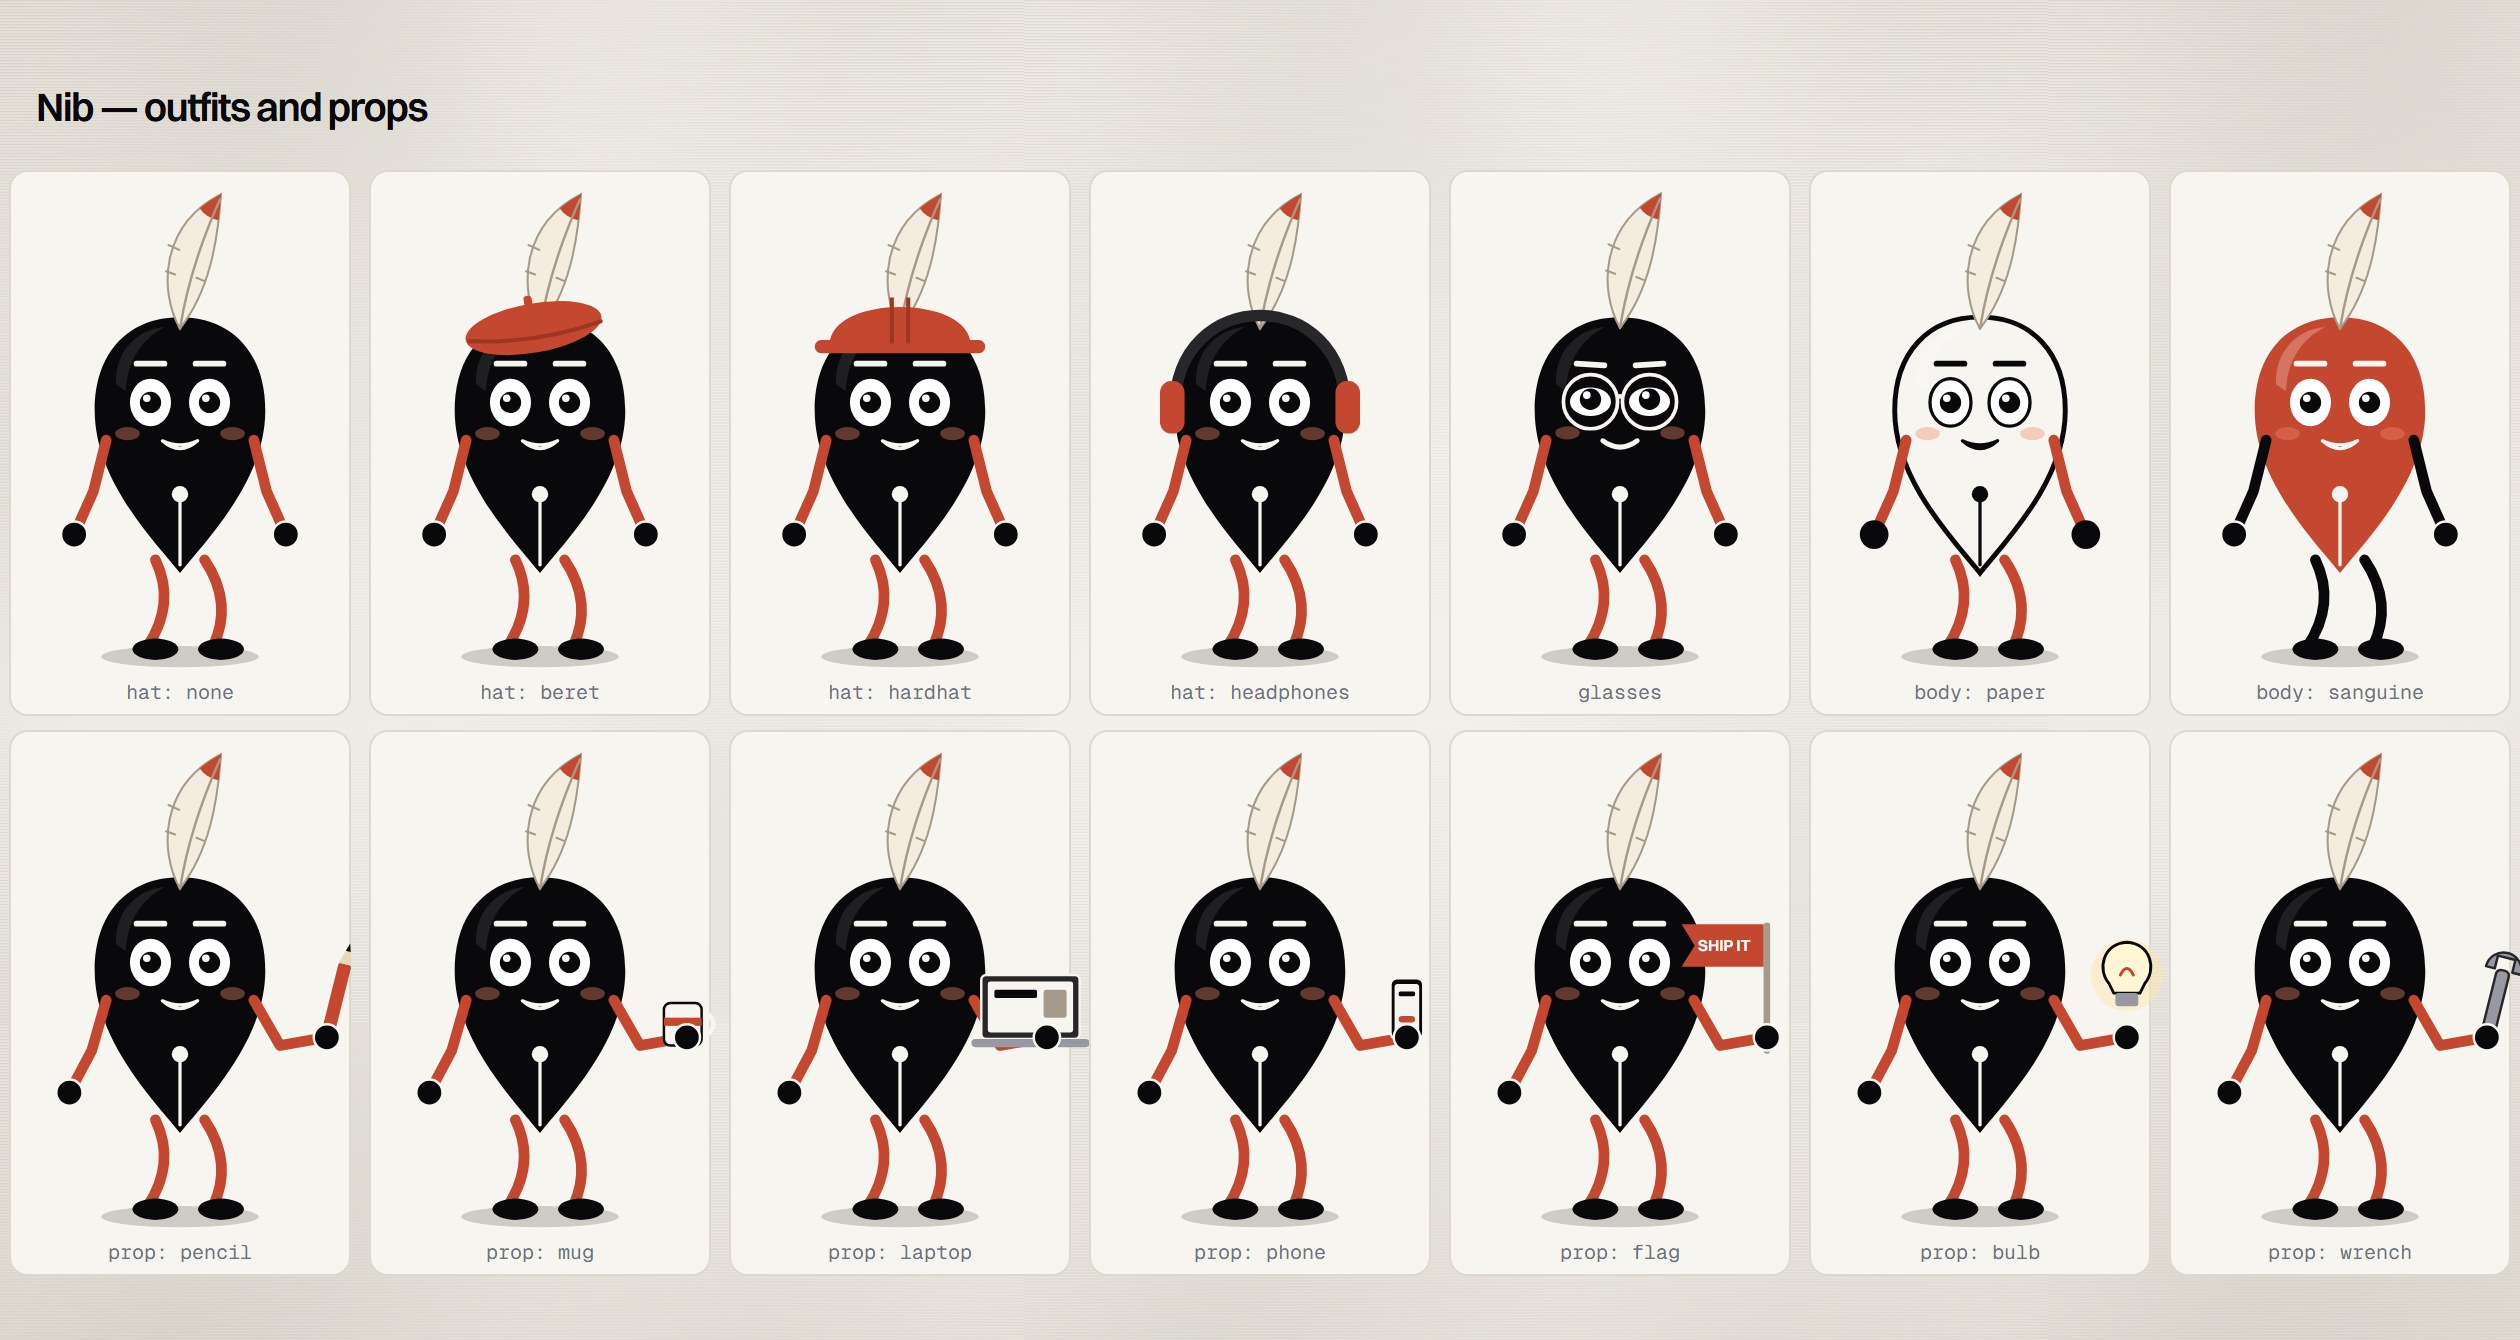 Nib — outfits and props
hat: none
hat: beret
hat: hardhat
hat: headphones
glasses
body: paper
body: sanguine
SHIP IT
prop: pencil
prop: mug
prop: laptop
prop: phone
prop: flag
prop: bulb
prop: wrench